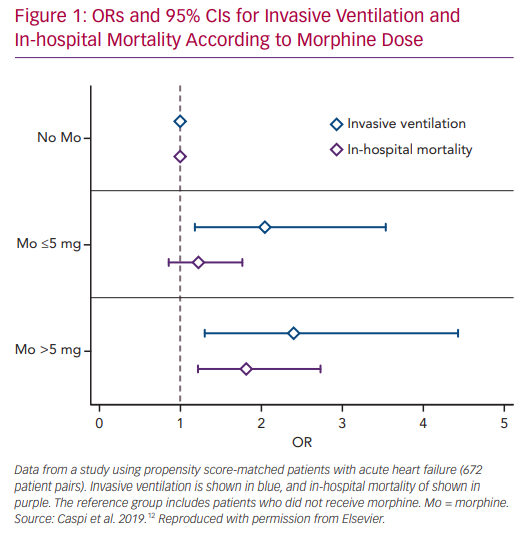 Figure 1: ORs and 95% CIs for Invasive Ventilation and
In-hospital Mortality According to Morphine Dose
Invasive ventilation
In-hospital mortality
No Mo
Mo ≤5 mg
Mo >5 mg
0 1 2 3 4 5
OR
Data from a study using propensity score-matched patients with acute heart failure (672
patient pairs). Invasive ventilation is shown in blue, and in-hospital mortality of shown in
purple. The reference group includes patients who did not receive morphine. Mo = morphine.
Source: Caspi et al. 2019.¹² Reproduced with permission from Elsevier.